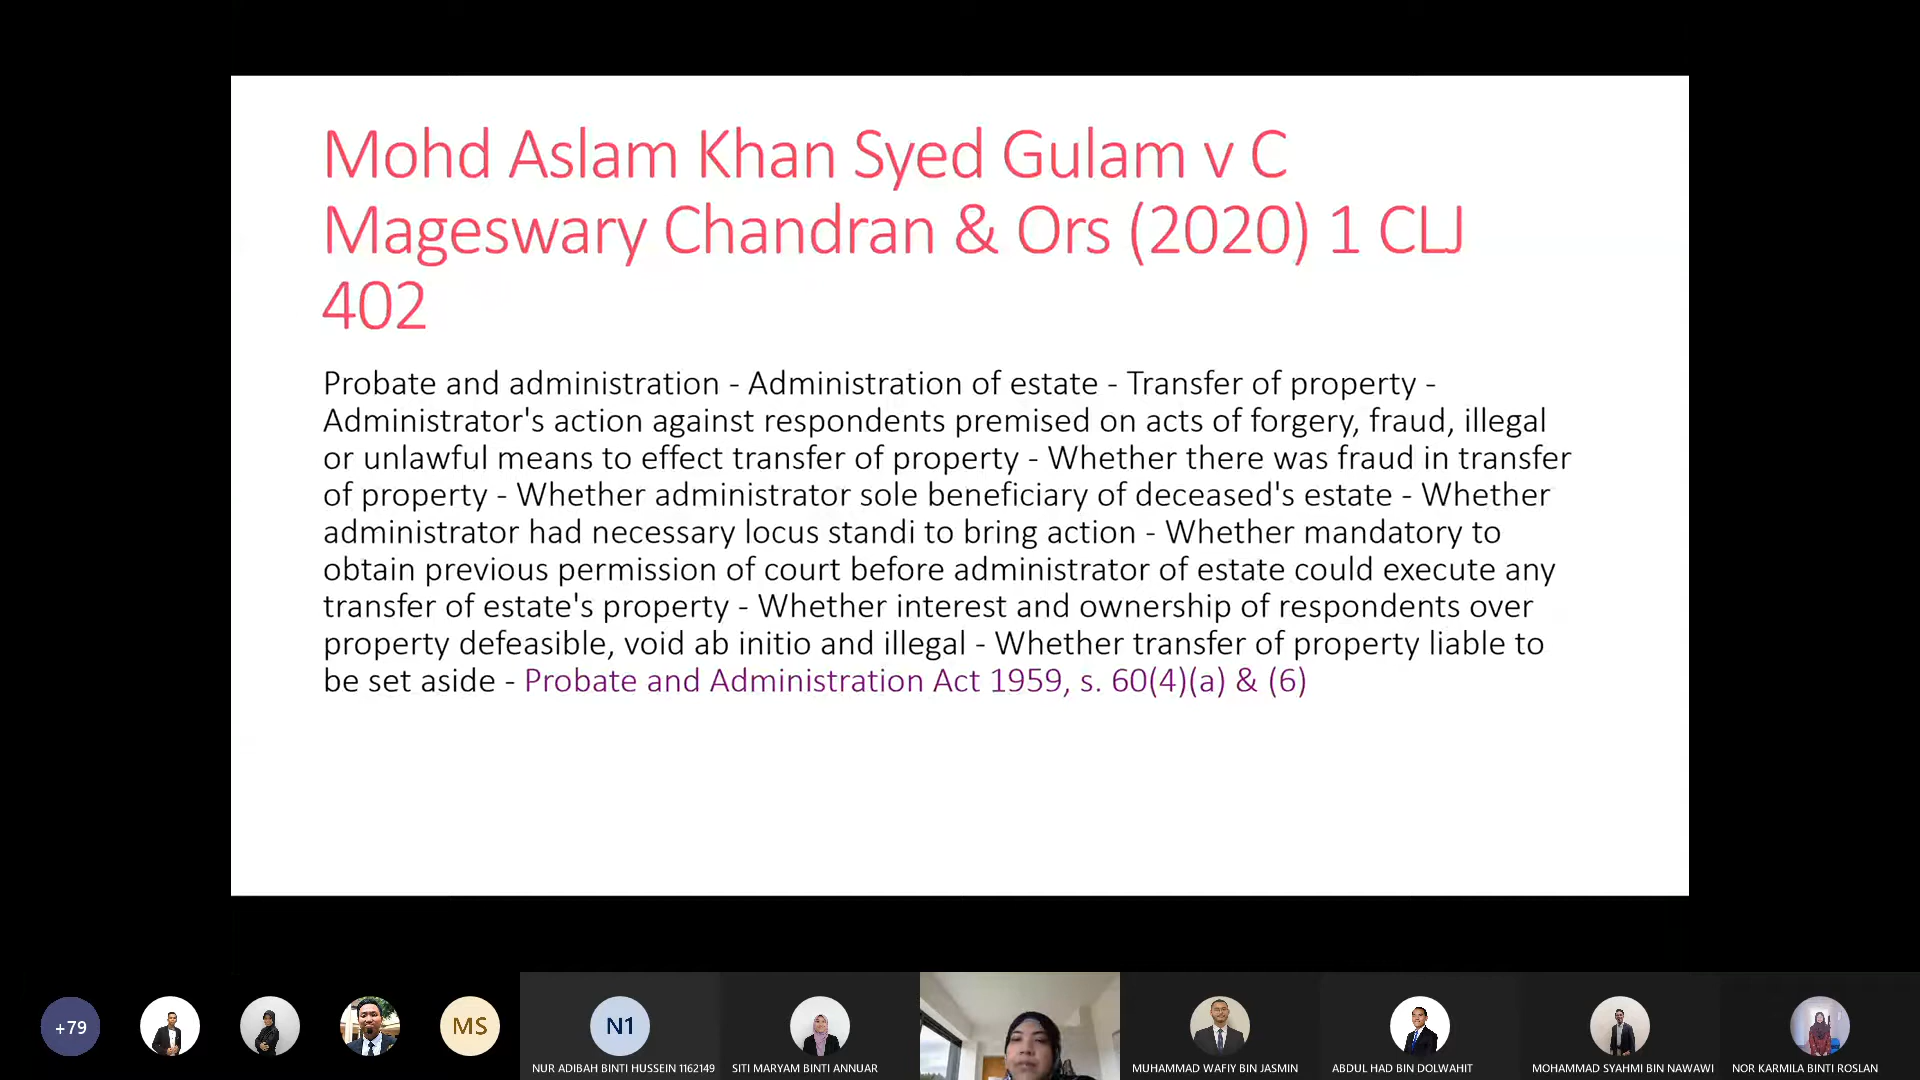 Mohd Aslam Khan Syed Gulam v C
Mageswary Chandran & Ors (2020) 1 CLJ
402
Probate and administration - Administration of estate - Transfer of property -
Administrator's action against respondents premised on acts of forgery, fraud, illegal
or unlawful means to effect transfer of property - Whether there was fraud in transfer
of property - Whether administrator sole beneficiary of deceased's estate - Whether
administrator had necessary locus standi to bring action - Whether mandatory to
obtain previous permission of court before administrator of estate could execute any
transfer of estate's property - Whether interest and ownership of respondents over
property defeasible, void ab initio and illegal - Whether transfer of property liable to
be set aside - Probate and Administration Act 1959, s. 60(4)(a) & (6)
+79
MS
N1
NUR ADIBAH BINTI HUSSEIN 1162149
SITI MARYAM BINTI ANNUAR
MUHAMMAD WAFIY BIN JASMIN
ABDUL HAD BIN DOLWAHIT
MOHAMMAD SYAHMI BIN NAWAWI
NOR KARMILA BINTI ROSLAN